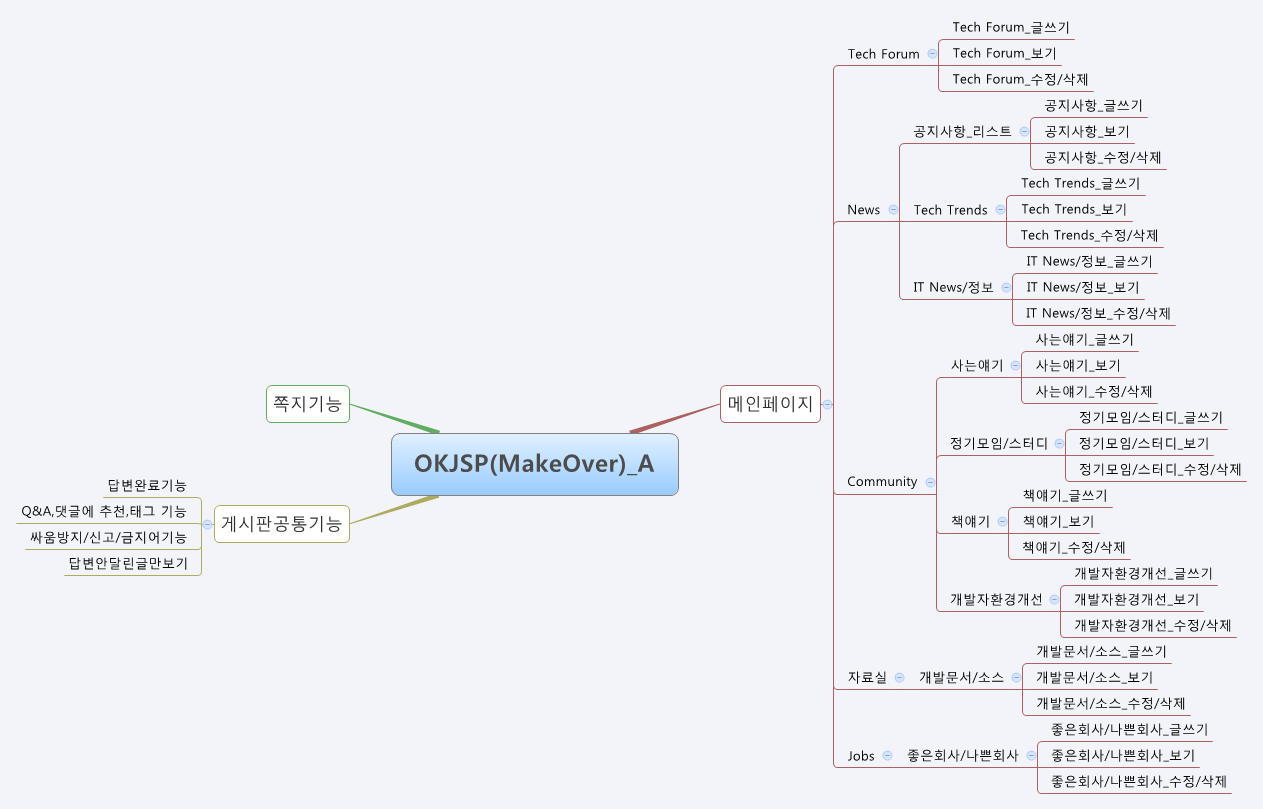 OKJSP(MakeOver)_A
메인페이지
Tech Forum
Tech Forum_글쓰기
Tech Forum_보기
Tech Forum_수정/삭제
News
공지사항_리스트
공지사항_글쓰기
공지사항_보기
공지사항_수정/삭제
Tech Trends
Tech Trends_글쓰기
Tech Trends_보기
Tech Trends_수정/삭제
IT News/정보
IT News/정보_글쓰기
IT News/정보_보기
IT News/정보_수정/삭제
Community
사는얘기
사는얘기_글쓰기
사는얘기_보기
사는얘기_수정/삭제
정기모임/스터디
정기모임/스터디_글쓰기
정기모임/스터디_보기
정기모임/스터디_수정/삭제
책얘기
책얘기_글쓰기
책얘기_보기
책얘기_수정/삭제
개발자환경개선
개발자환경개선_글쓰기
개발자환경개선_보기
개발자환경개선_수정/삭제
자료실
개발문서/소스
개발문서/소스_글쓰기
개발문서/소스_보기
개발문서/소스_수정/삭제
Jobs
좋은회사/나쁜회사
좋은회사/나쁜회사_글쓰기
좋은회사/나쁜회사_보기
좋은회사/나쁜회사_수정/삭제
쪽지기능
게시판공통기능
답변완료기능
Q&A,댓글에 추천,태그 기능
싸움방지/신고/금지어기능
답변안달린글만보기